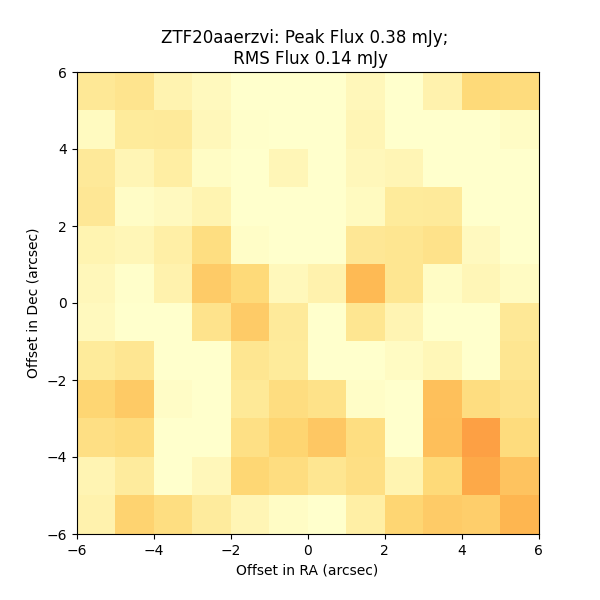 ZTF20aaerzvi: Peak Flux 0.38 mJy;
RMS Flux 0.14 mJy
6
4
2
0
−2
−4
−6
Offset in Dec (arcsec)
−6 −4 −2 0 2 4 6
Offset in RA (arcsec)